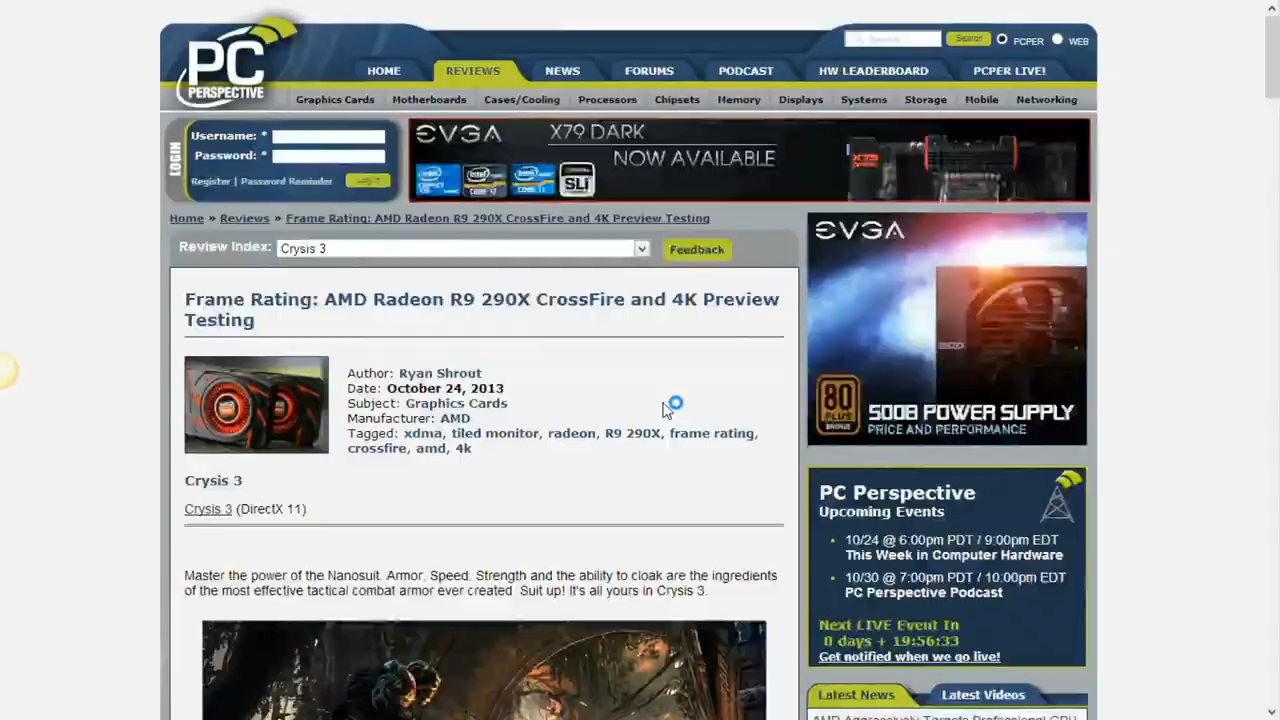 PC
PERSPECTIVE
Search
PCPER
WEB
HOME
REVIEWS
NEWS
FORUMS
PODCAST
HW LEADERBOARD
PCPER LIVE!
Graphics Cards
Motherboards
Cases/Cooling
Processors
Chipsets
Memory
Displays
Systems
Storage
Mobile
Networking
LOGIN
Username: *
Password: *
Register | Password Reminder
EVGA
X79 DARK
NOW AVAILABLE
SLI
Home » Reviews » Frame Rating: AMD Radeon R9 290X CrossFire and 4K Preview Testing
Review Index:
Crysis 3
Feedback
Frame Rating: AMD Radeon R9 290X CrossFire and 4K Preview
Testing
Author: Ryan Shrout
Date: October 24, 2013
Subject: Graphics Cards
Manufacturer: AMD
Tagged: xdma, tiled monitor, radeon, R9 290X, frame rating,
crossfire, amd, 4k
Crysis 3
Crysis 3 (DirectX 11)
Master the power of the Nanosuit. Armor, Speed, Strength and the ability to cloak are the ingredients
of the most effective tactical combat armor ever created. Suit up! It's all yours in Crysis 3.
EVGA
80
PLUS
BRONZE
500B POWER SUPPLY
PRICE AND PERFORMANCE
PC Perspective
Upcoming Events
10/24 @ 6:00pm PDT / 9:00pm EDT
This Week in Computer Hardware
10/30 @ 7:00pm PDT / 10:00pm EDT
PC Perspective Podcast
Next LIVE Event In
0 days + 19:56:33
Get notified when we go live!
Latest News
Latest Videos
AMD Aggressively Targets Professional GPU